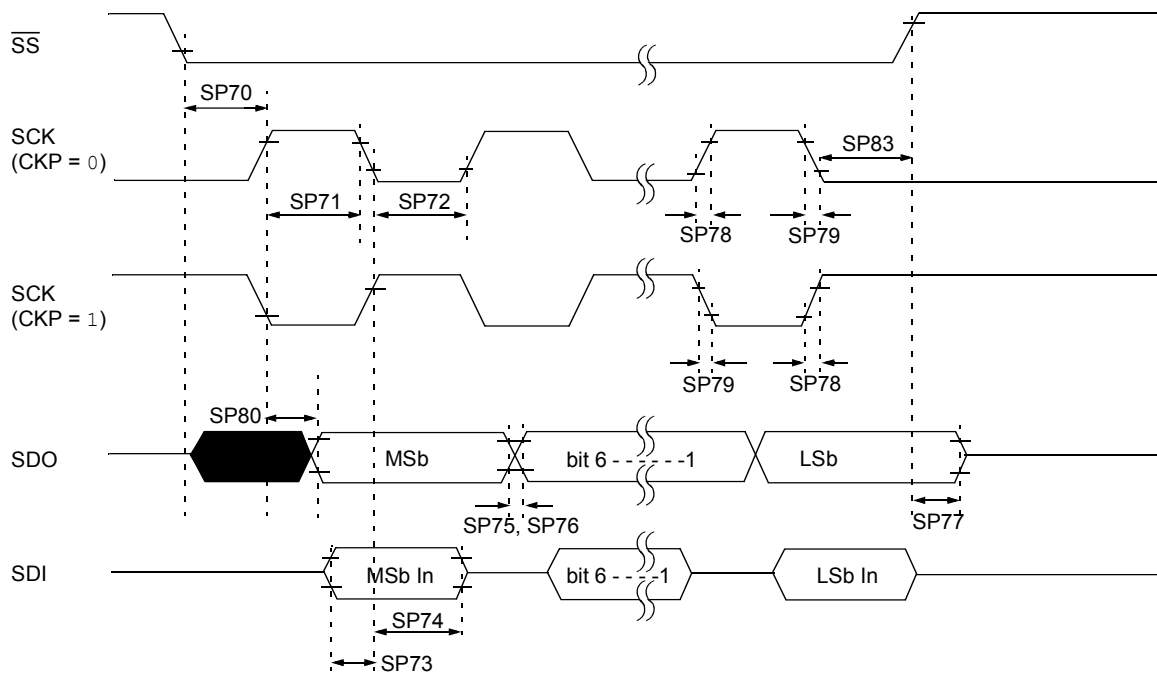 SS
SP70
SCK
(CKP = 0)
SP83
SP71
SP72
SP78
SP79
SCK
(CKP = 1)
SP79
SP78
SP80
SDO
MSb
bit 6 - - - - - -1
LSb
SP75, SP76
SP77
SDI
MSb In
bit 6 - - - -1
LSb In
SP74
SP73